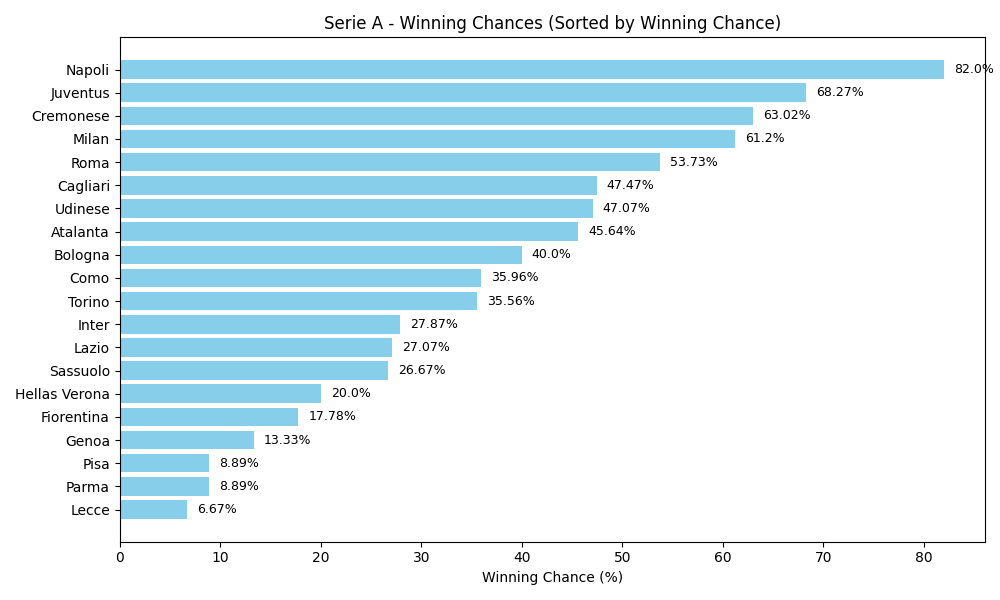 Serie A - Winning Chances (Sorted by Winning Chance)
Napoli 82.0%
Juventus 68.27%
Cremonese 63.02%
Milan 61.2%
Roma 53.73%
Cagliari 47.47%
Udinese 47.07%
Atalanta 45.64%
Bologna 40.0%
Como 35.96%
Torino 35.56%
Inter 27.87%
Lazio 27.07%
Sassuolo 26.67%
Hellas Verona 20.0%
Fiorentina 17.78%
Genoa 13.33%
Pisa 8.89%
Parma 8.89%
Lecce 6.67%
0 10 20 30 40 50 60 70 80
Winning Chance (%)